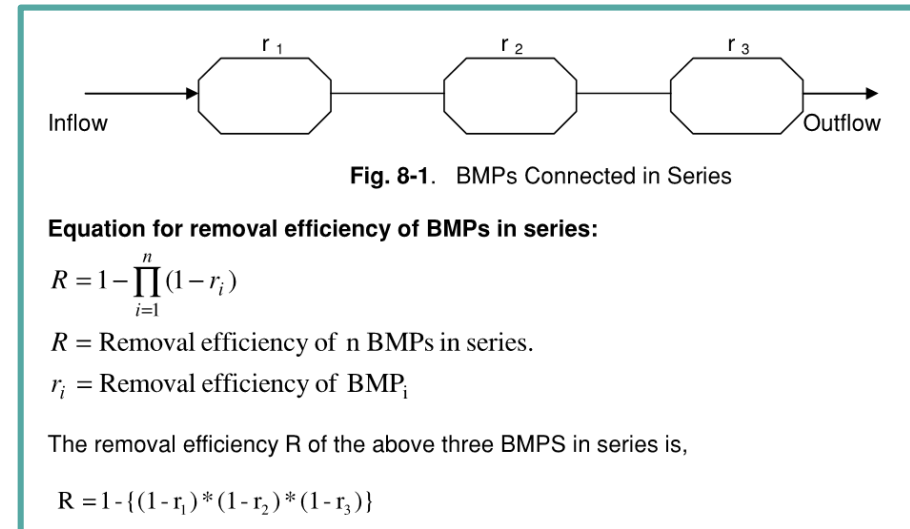 r 1 r 2 r 3
Inflow Outflow
Fig. 8-1. BMPs Connected in Series
Equation for removal efficiency of BMPs in series:
n
R = 1 − ∏ (1 − r_i)
i=1
R = Removal efficiency of n BMPs in series.
r_i = Removal efficiency of BMP_i
The removal efficiency R of the above three BMPS in series is,
R = 1 - {(1 - r_1) * (1 - r_2) * (1 - r_3)}